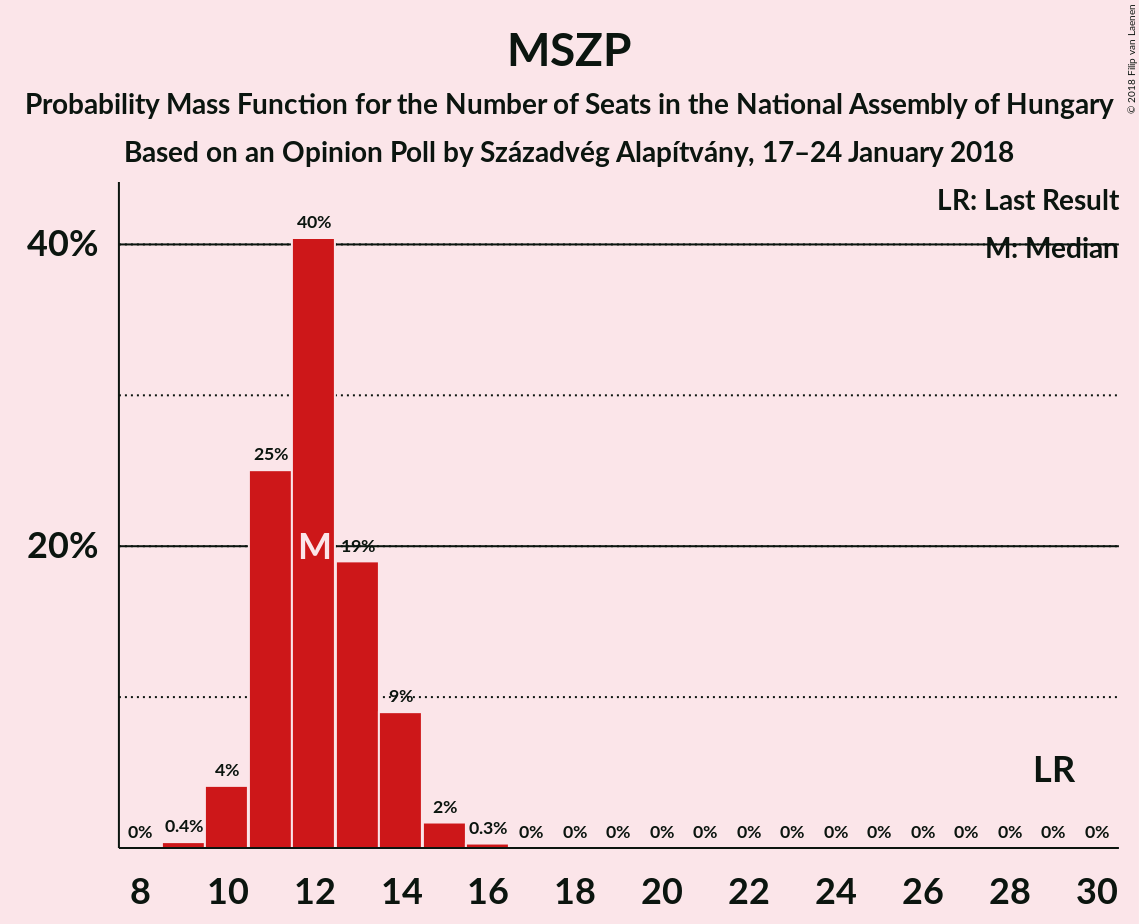 MSZP
Probability Mass Function for the Number of Seats in the National Assembly of Hungary
Based on an Opinion Poll by Századvég Alapítvány, 17–24 January 2018
© 2018 Filip van Laenen
LR: Last Result
M: Median
40%
20%
0%
0.4%
4%
25%
40%
M
19%
9%
2%
0.3%
0%
0%
0%
0%
0%
0%
0%
0%
0%
0%
0%
0%
0%
0%
LR
8 10 12 14 16 18 20 22 24 26 28 30